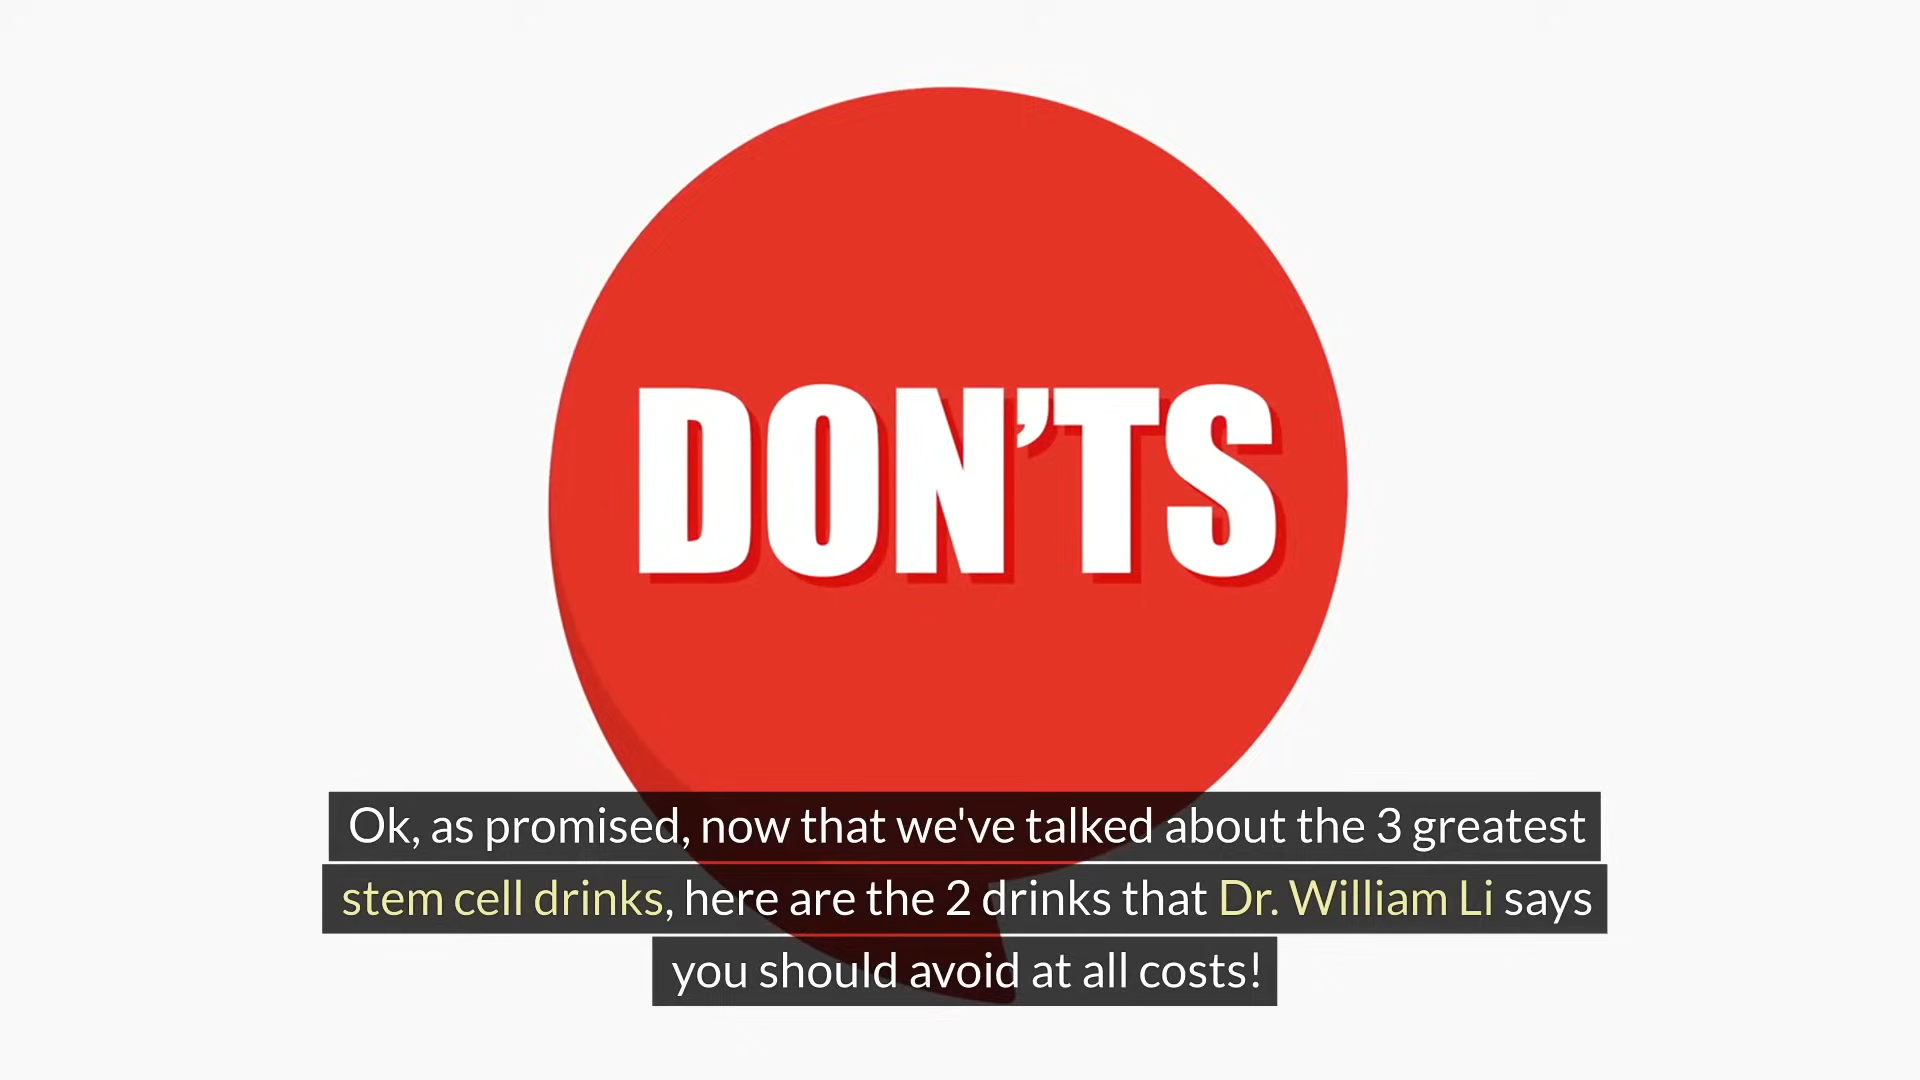 DON'TS
Ok, as promised, now that we've talked about the 3 greatest
stem cell drinks, here are the 2 drinks that Dr. William Li says
you should avoid at all costs!